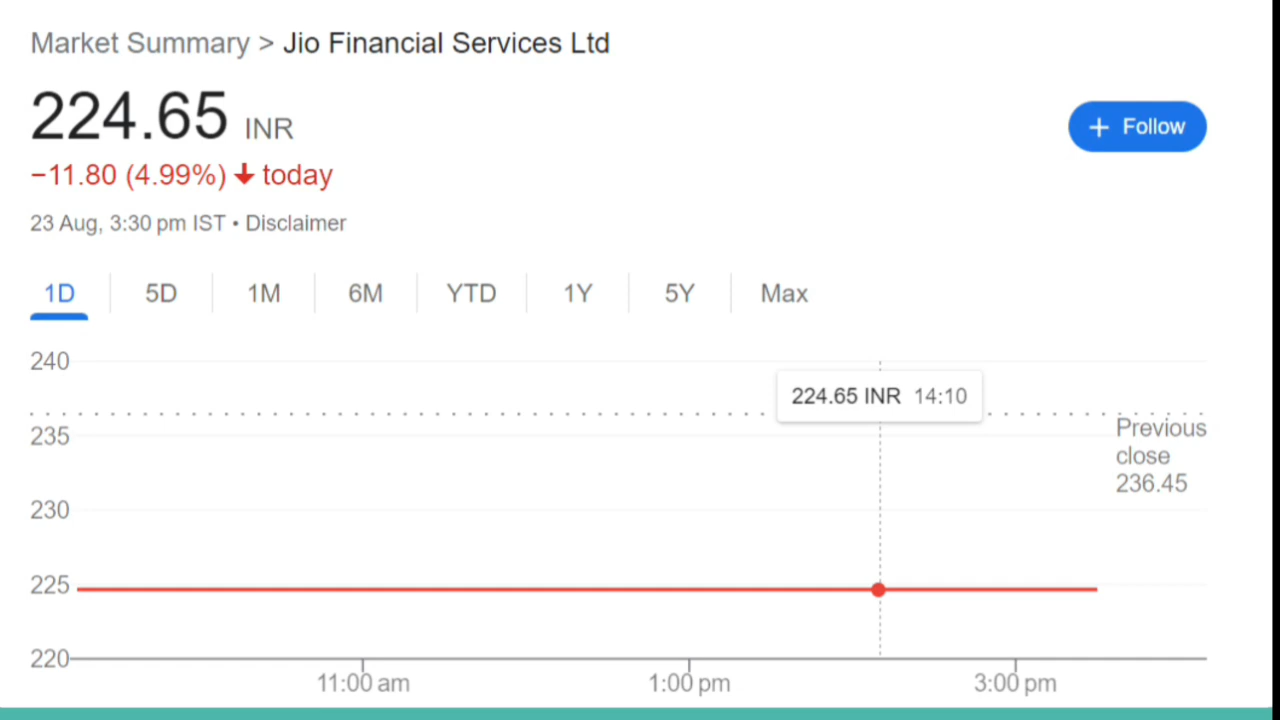 Market Summary > Jio Financial Services Ltd
224.65 INR
+ Follow
−11.80 (4.99%) ↓ today
23 Aug, 3:30 pm IST • Disclaimer
1D 5D 1M 6M YTD 1Y 5Y Max
240
224.65 INR 14:10
235
Previous
close
236.45
230
225
220
11:00 am 1:00 pm 3:00 pm